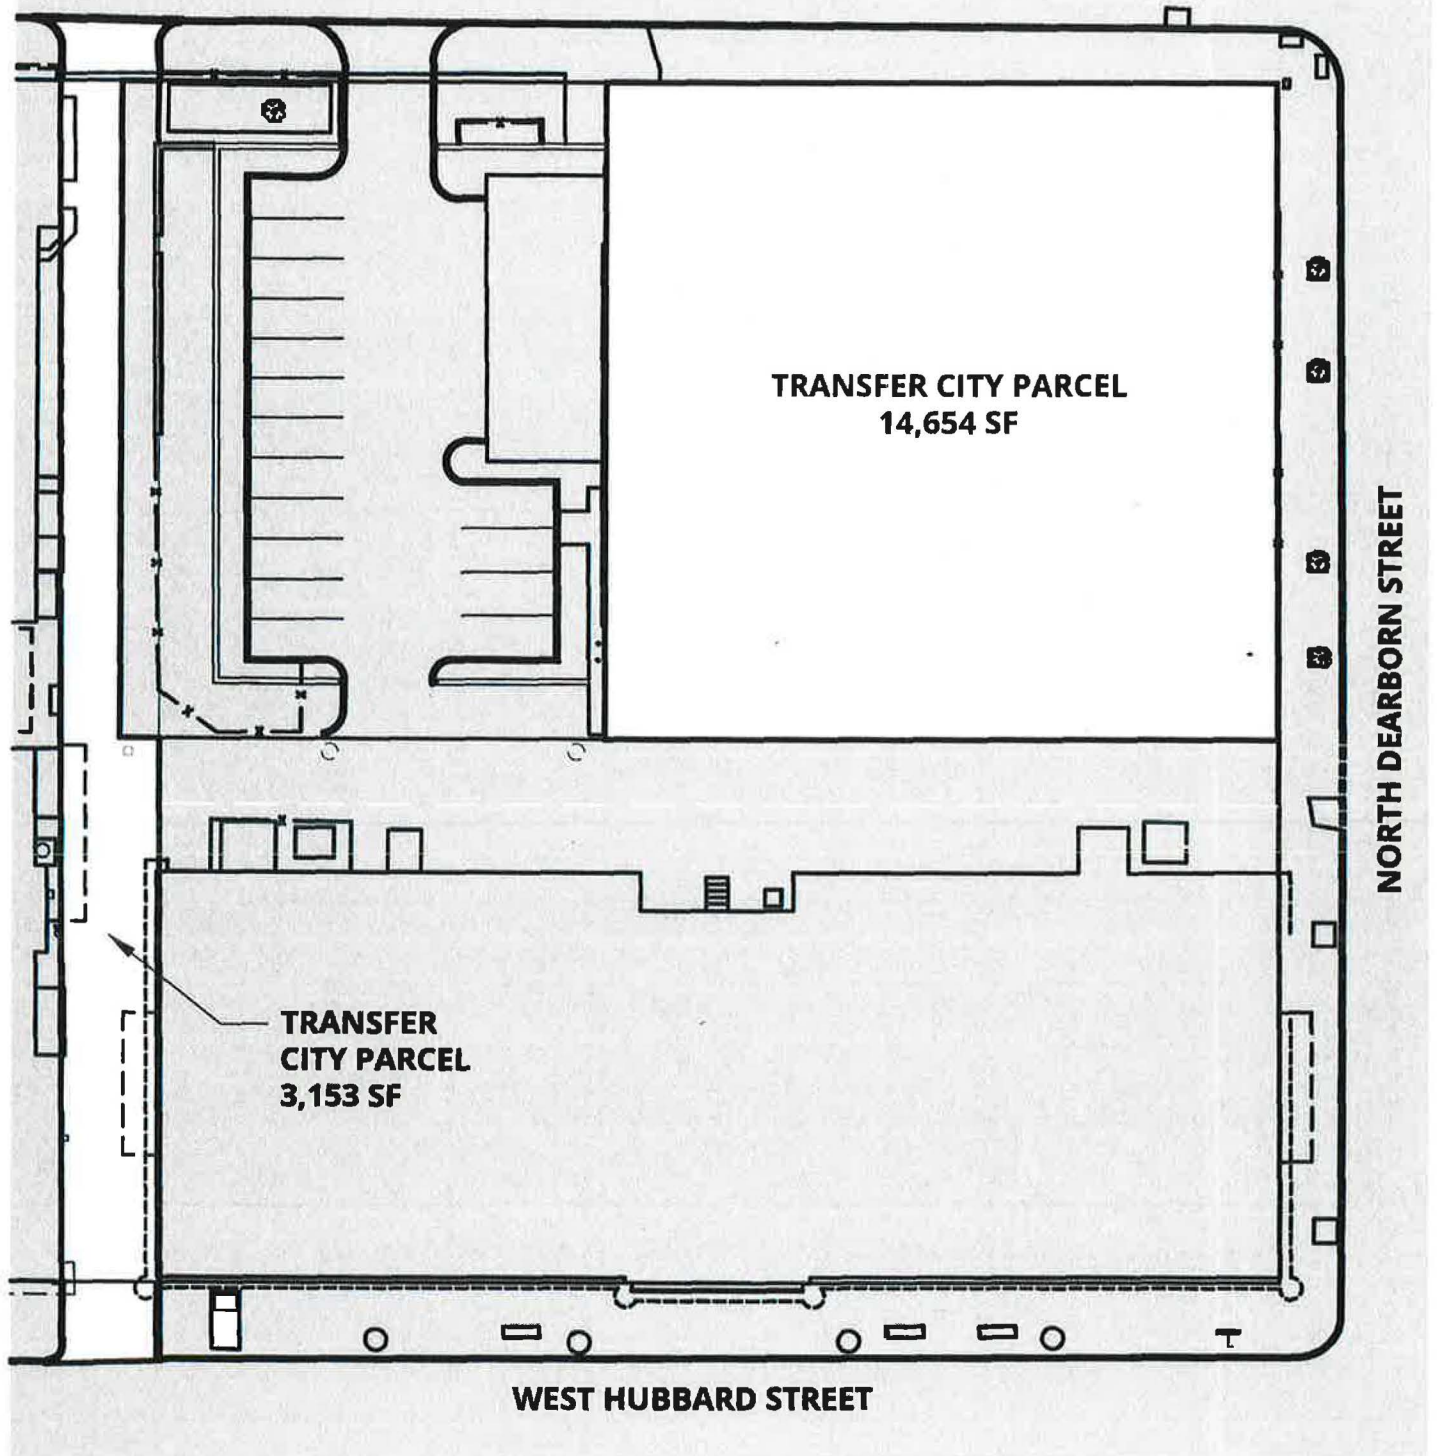 TRANSFER CITY PARCEL
14,654 SF
NORTH DEARBORN STREET
TRANSFER
CITY PARCEL
3,153 SF
WEST HUBBARD STREET